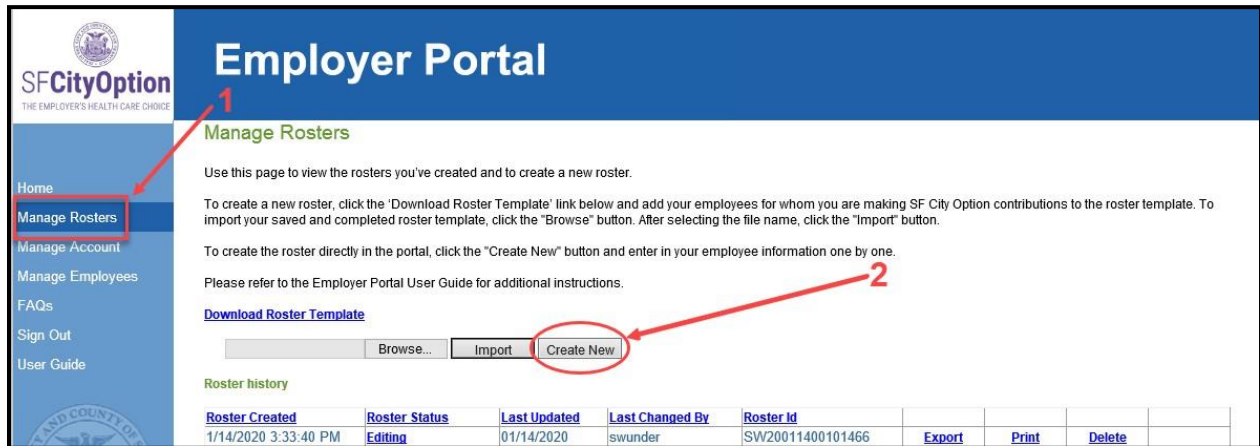 SFCityOption
THE EMPLOYER'S HEALTH CARE CHOICE
Employer Portal
1
Home
Manage Rosters
Manage Account
Manage Employees
FAQs
Sign Out
User Guide
Manage Rosters
Use this page to view the rosters you've created and to create a new roster.
To create a new roster, click the 'Download Roster Template' link below and add your employees for whom you are making SF City Option contributions to the roster template. To
import your saved and completed roster template, click the "Browse" button. After selecting the file name, click the "Import" button.
To create the roster directly in the portal, click the "Create New" button and enter in your employee information one by one.
2
Please refer to the Employer Portal User Guide for additional instructions.
Download Roster Template
Browse... Import Create New
Roster history
Roster Created Roster Status Last Updated Last Changed By Roster Id
1/14/2020 3:33:40 PM Editing 01/14/2020 swunder SW20011400101466 Export Print Delete
AND COUNTY OF